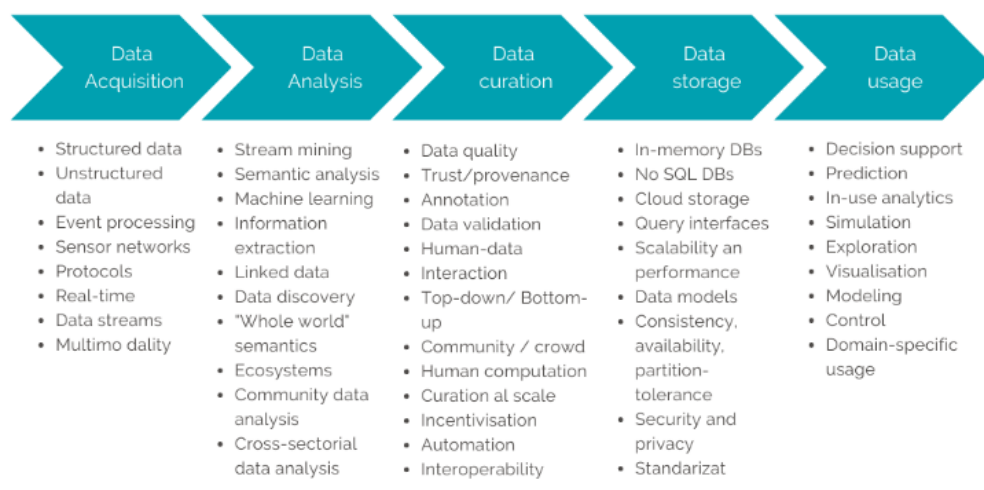 Data
Acquisition
Data
Analysis
Data
curation
Data
storage
Data
usage
• Structured data
• Unstructured
data
• Event processing
• Sensor networks
• Protocols
• Real-time
• Data streams
• Multimo dality
• Stream mining
• Semantic analysis
• Machine learning
• Information
extraction
• Linked data
• Data discovery
• "Whole world"
semantics
• Ecosystems
• Community data
analysis
• Cross-sectorial
data analysis
• Data quality
• Trust/provenance
• Annotation
• Data validation
• Human-data
• Interaction
• Top-down/ Bottom-
up
• Community / crowd
• Human computation
• Curation al scale
• Incentivisation
• Automation
• Interoperability
• In-memory DBs
• No SQL DBs
• Cloud storage
• Query interfaces
• Scalability an
performance
• Data models
• Consistency,
availability,
partition-
tolerance
• Security and
privacy
• Standarizat
• Decision support
• Prediction
• In-use analytics
• Simulation
• Exploration
• Visualisation
• Modeling
• Control
• Domain-specific
usage